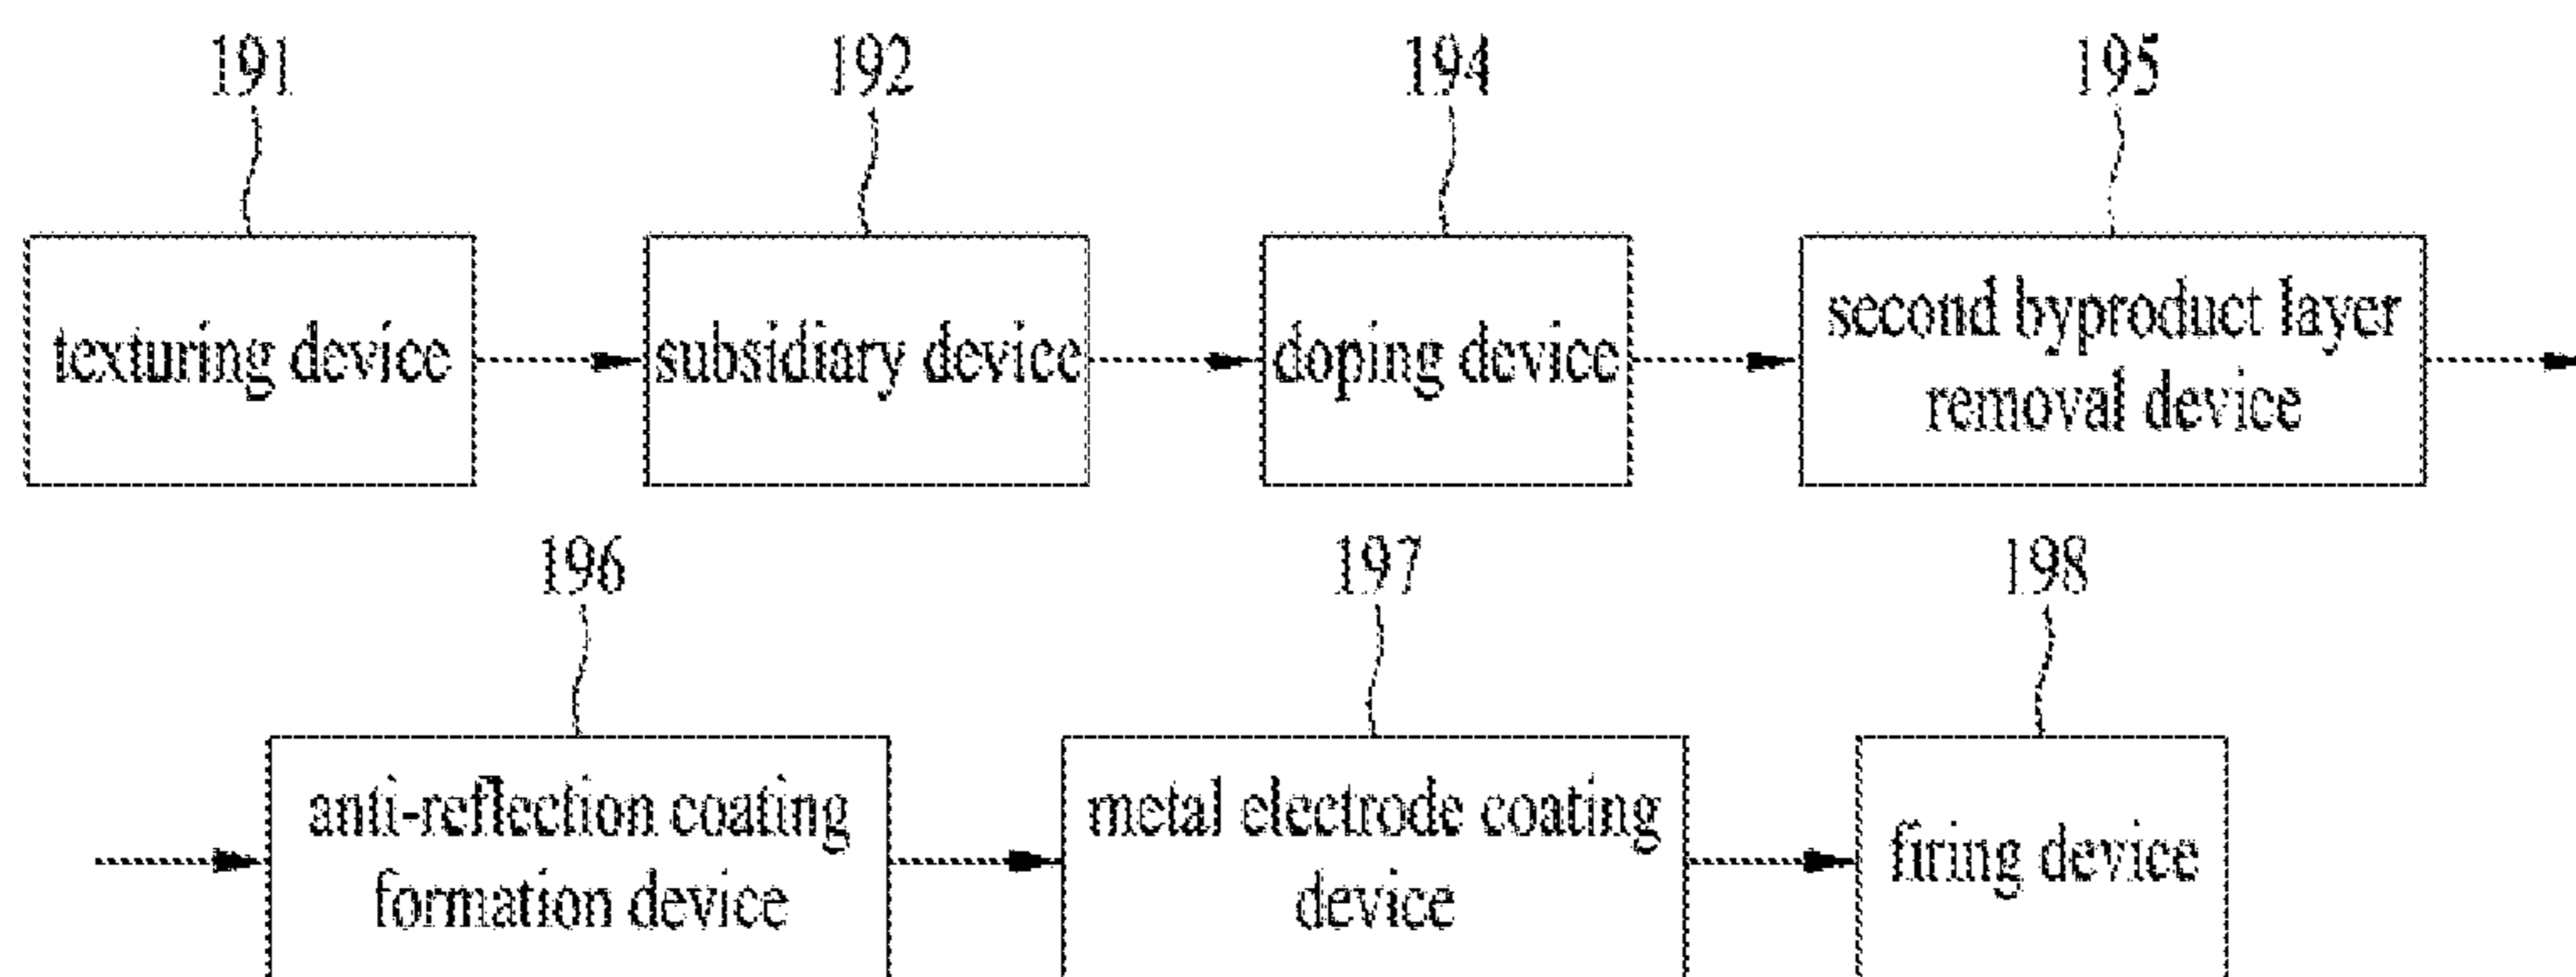 191
192
194
195
texturing device
subsidiary device
doping device
second byproduct layer
removal device
196
197
198
anti-reflection coating
formation device
metal electrode coating
device
firing device